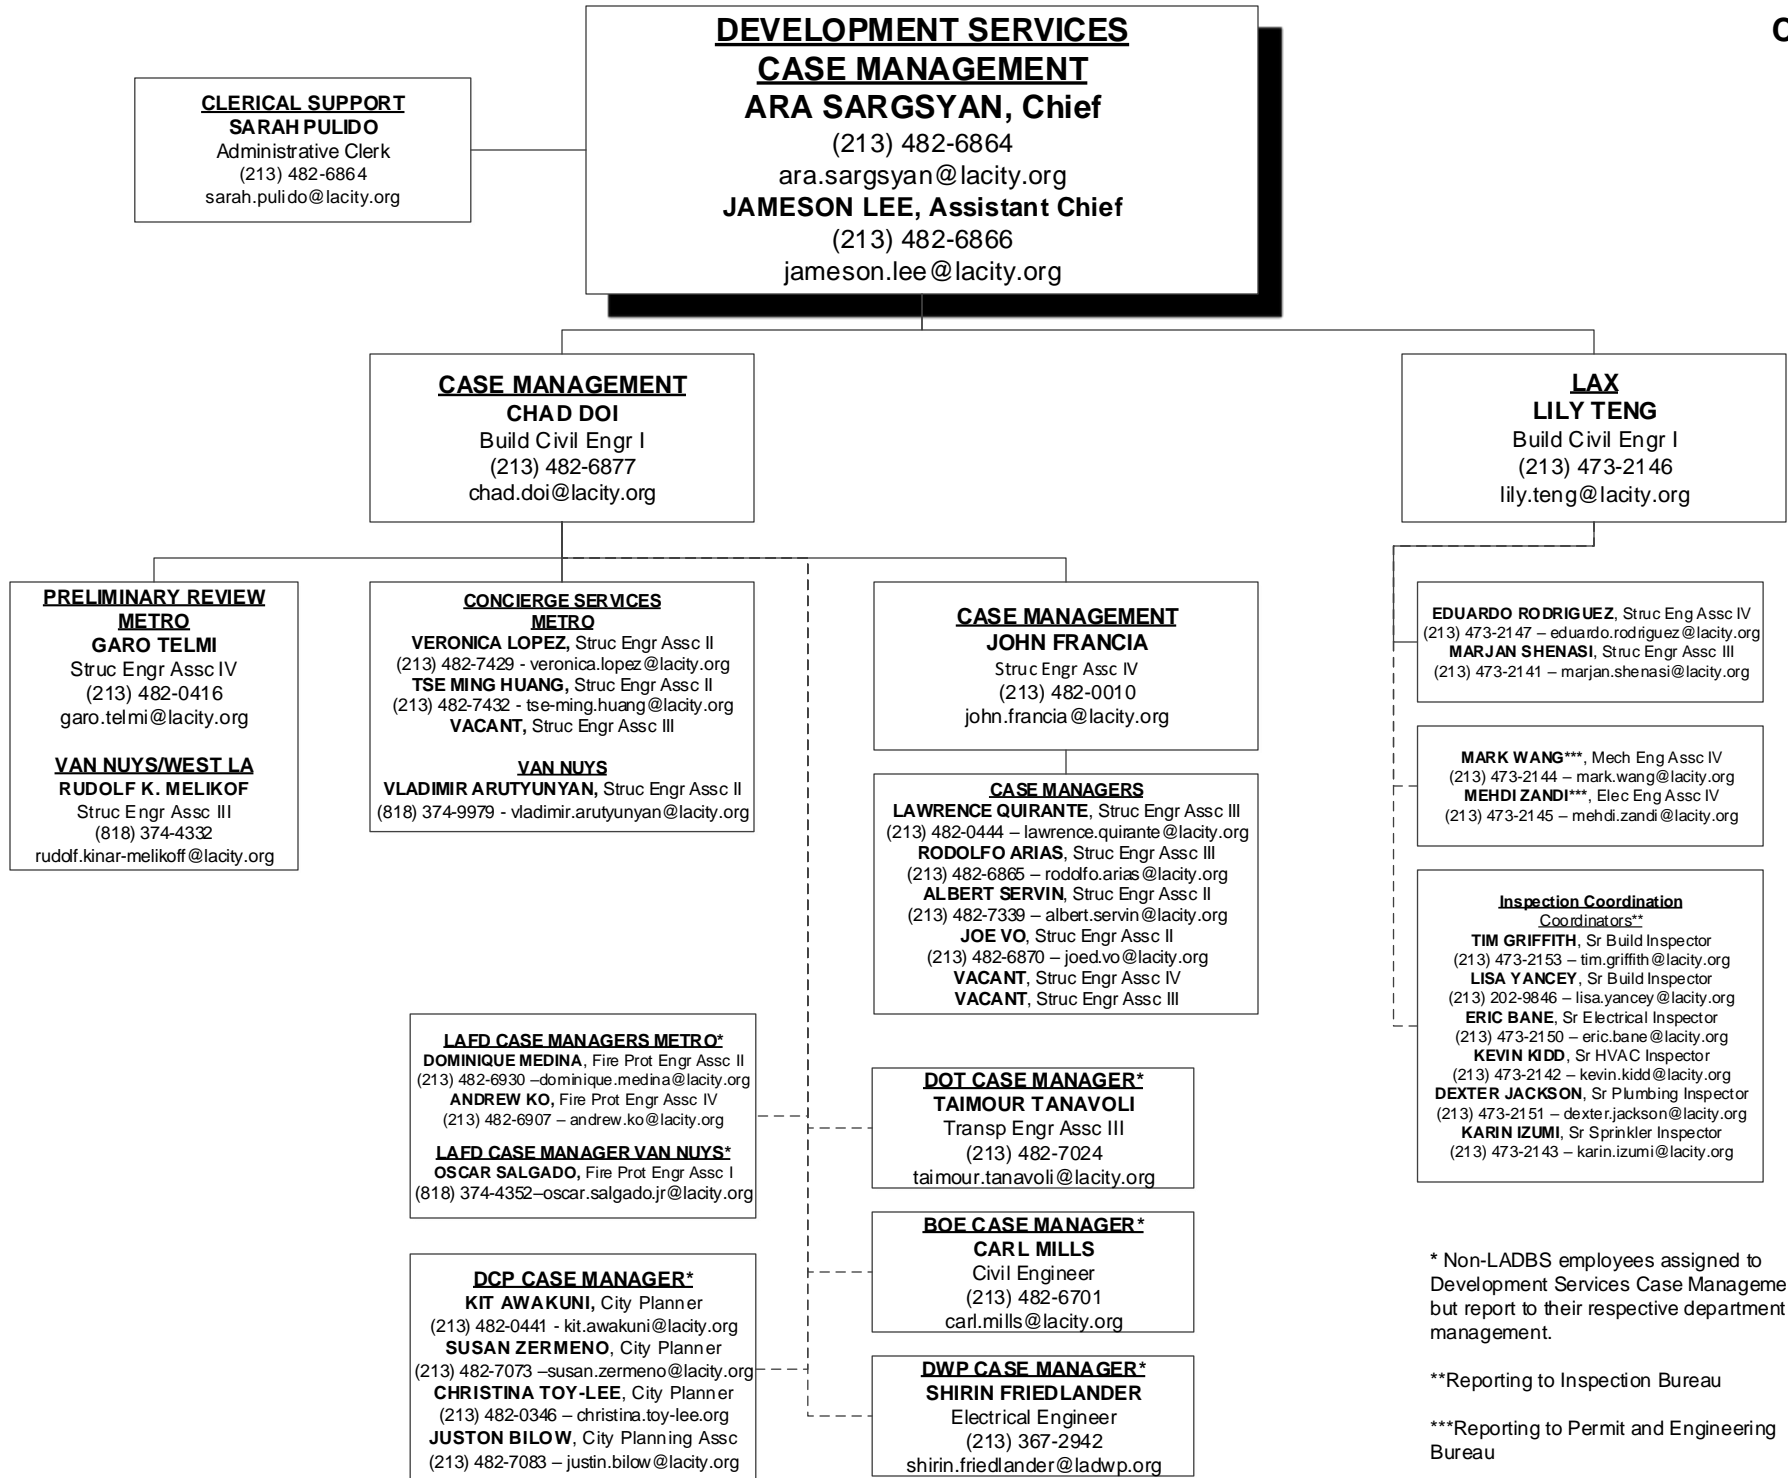 DEVELOPMENT SERVICES
CASE MANAGEMENT
ARA SARGSYAN, Chief
(213) 482-6864
ara.sargsyan@lacity.org
JAMESON LEE, Assistant Chief
(213) 482-6866
jameson.lee@lacity.org
C
CLERICAL SUPPORT
SARAH PULIDO
Administrative Clerk
(213) 482-6864
sarah.pulido@lacity.org
CASE MANAGEMENT
CHAD DOI
Build Civil Engr I
(213) 482-6877
chad.doi@lacity.org
LAX
LILY TENG
Build Civil Engr I
(213) 473-2146
lily.teng@lacity.org
PRELIMINARY REVIEW
METRO
GARO TELMI
Struc Engr Assc IV
(213) 482-0416
garo.telmi@lacity.org
VAN NUYS/WEST LA
RUDOLF K. MELIKOF
Struc Engr Assc III
(818) 374-4332
rudolf.kinar-melikoff@lacity.org
CONCIERGE SERVICES
METRO
VERONICA LOPEZ, Struc Engr Assc II
(213) 482-7429 - veronica.lopez@lacity.org
TSE MING HUANG, Struc Engr Assc II
(213) 482-7432 - tse-ming.huang@lacity.org
VACANT, Struc Engr Assc III
VAN NUYS
VLADIMIR ARUTYUNYAN, Struc Engr Assc II
(818) 374-9979 - vladimir.arutyunyan@lacity.org
CASE MANAGEMENT
JOHN FRANCIA
Struc Engr Assc IV
(213) 482-0010
john.francia@lacity.org
CASE MANAGERS
LAWRENCE QUIRANTE, Struc Engr Assc III
(213) 482-0444 – lawrence.quirante@lacity.org
RODOLFO ARIAS, Struc Engr Assc III
(213) 482-6865 – rodolfo.arias@lacity.org
ALBERT SERVIN, Struc Engr Assc II
(213) 482-7339 – albert.servin@lacity.org
JOE VO, Struc Engr Assc II
(213) 482-6870 – joed.vo@lacity.org
VACANT, Struc Engr Assc IV
VACANT, Struc Engr Assc III
EDUARDO RODRIGUEZ, Struc Eng Assc IV
(213) 473-2147 – eduardo.rodriguez@lacity.org
MARJAN SHENASI, Struc Engr Assc III
(213) 473-2141 – marjan.shenasi@lacity.org
MARK WANG***, Mech Eng Assc IV
(213) 473-2144 – mark.wang@lacity.org
MEHDI ZANDI***, Elec Eng Assc IV
(213) 473-2145 – mehdi.zandi@lacity.org
Inspection Coordination
Coordinators**
TIM GRIFFITH, Sr Build Inspector
(213) 473-2153 – tim.griffith@lacity.org
LISA YANCEY, Sr Build Inspector
(213) 202-9846 – lisa.yancey@lacity.org
ERIC BANE, Sr Electrical Inspector
(213) 473-2150 – eric.bane@lacity.org
KEVIN KIDD, Sr HVAC Inspector
(213) 473-2142 – kevin.kidd@lacity.org
DEXTER JACKSON, Sr Plumbing Inspector
(213) 473-2151 – dexter.jackson@lacity.org
KARIN IZUMI, Sr Sprinkler Inspector
(213) 473-2143 – karin.izumi@lacity.org
LAFD CASE MANAGERS METRO*
DOMINIQUE MEDINA, Fire Prot Engr Assc II
(213) 482-6930 –dominique.medina@lacity.org
ANDREW KO, Fire Prot Engr Assc IV
(213) 482-6907 – andrew.ko@lacity.org
LAFD CASE MANAGER VAN NUYS*
OSCAR SALGADO, Fire Prot Engr Assc I
(818) 374-4352–oscar.salgado.jr@lacity.org
DCP CASE MANAGER*
KIT AWAKUNI, City Planner
(213) 482-0441 - kit.awakuni@lacity.org
SUSAN ZERMENO, City Planner
(213) 482-7073 –susan.zermeno@lacity.org
CHRISTINA TOY-LEE, City Planner
(213) 482-0346 – christina.toy-lee.org
JUSTON BILOW, City Planning Assc
(213) 482-7083 – justin.bilow@lacity.org
DOT CASE MANAGER*
TAIMOUR TANAVOLI
Transp Engr Assc III
(213) 482-7024
taimour.tanavoli@lacity.org
BOE CASE MANAGER*
CARL MILLS
Civil Engineer
(213) 482-6701
carl.mills@lacity.org
DWP CASE MANAGER*
SHIRIN FRIEDLANDER
Electrical Engineer
(213) 367-2942
shirin.friedlander@ladwp.org
* Non-LADBS employees assigned to
Development Services Case Manageme
but report to their respective department
management.
**Reporting to Inspection Bureau
***Reporting to Permit and Engineering
Bureau